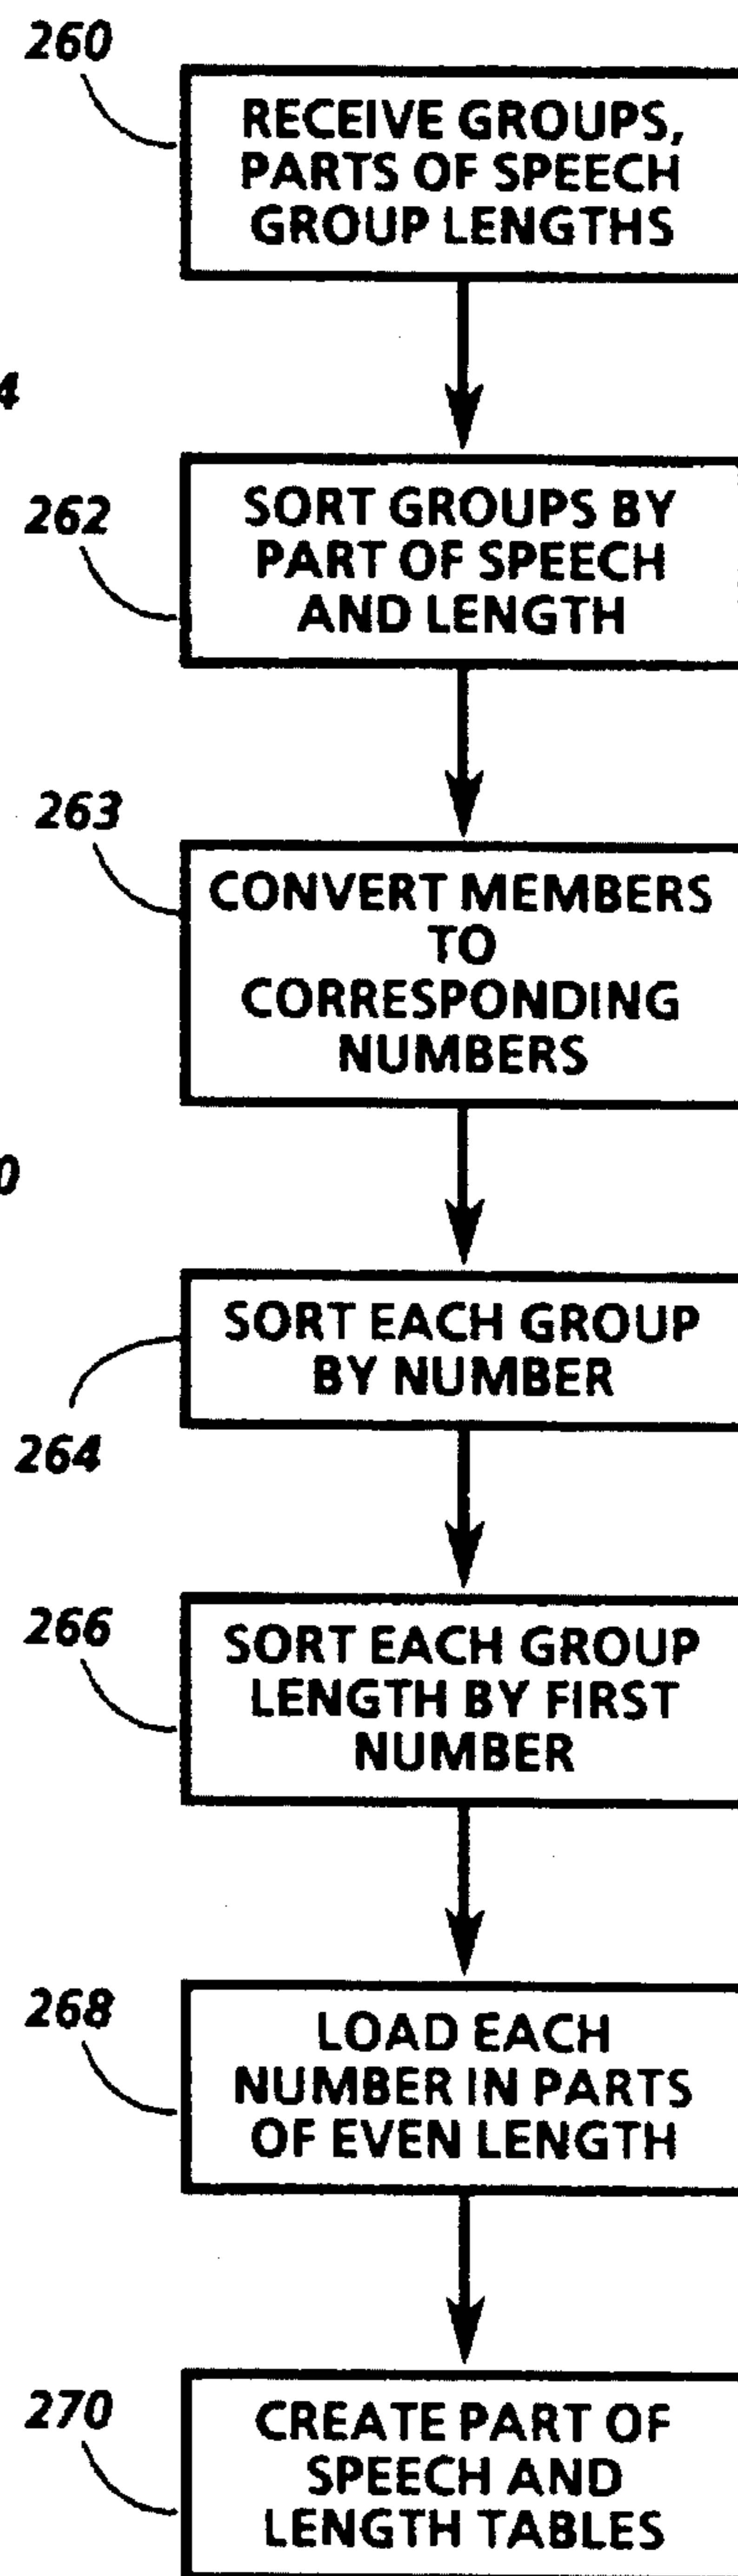 260
RECEIVE GROUPS,
PARTS OF SPEECH
GROUP LENGTHS
4
262
SORT GROUPS BY
PART OF SPEECH
AND LENGTH
263
CONVERT MEMBERS
TO
CORRESPONDING
NUMBERS
0
SORT EACH GROUP
BY NUMBER
264
266
SORT EACH GROUP
LENGTH BY FIRST
NUMBER
268
LOAD EACH
NUMBER IN PARTS
OF EVEN LENGTH
270
CREATE PART OF
SPEECH AND
LENGTH TABLES